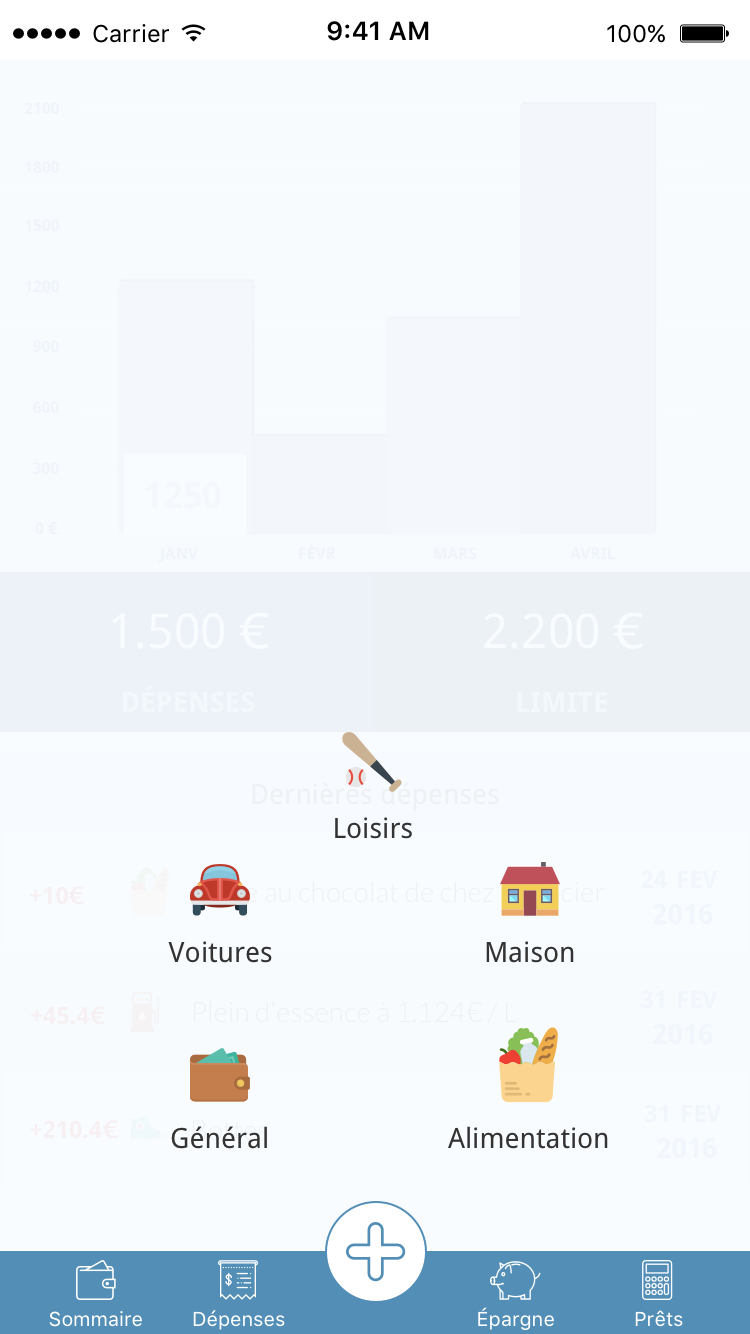 Carrier 9:41 AM 100%
2100
1800
1500
1200
900
600
300
0 €
1250
JANV FÉVR MARS AVRIL
1.500 € 2.200 €
DÉPENSES LIMITE
Dernières dépenses
Loisirs
+10€ au chocolat de chez 24 FEV
2016
Voitures Maison
+45.4€ Plein d'essence à 1.124€ / L 31 FEV
2016
+210.4€ 31 FEV
2016
Général Alimentation
Sommaire Dépenses Épargne Prêts